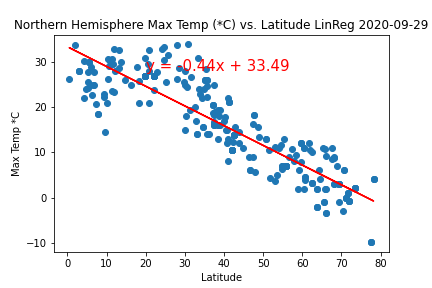 Northern Hemisphere Max Temp (*C) vs. Latitude LinReg 2020-09-29
y = -0.44x + 33.49
Max Temp *C
30
20
10
0
−10
0 10 20 30 40 50 60 70 80
Latitude